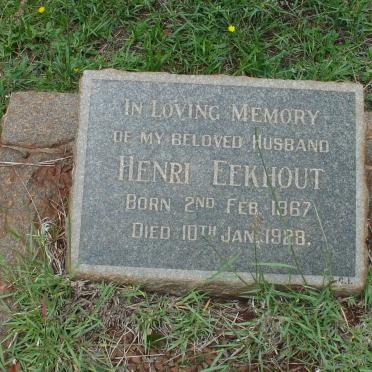 IN LOVING MEMORY
OF MY BELOVED HUSBAND
HENRI EEKHOUT
BORN 2ND FEB. 1867.
DIED 10TH JAN. 1928.